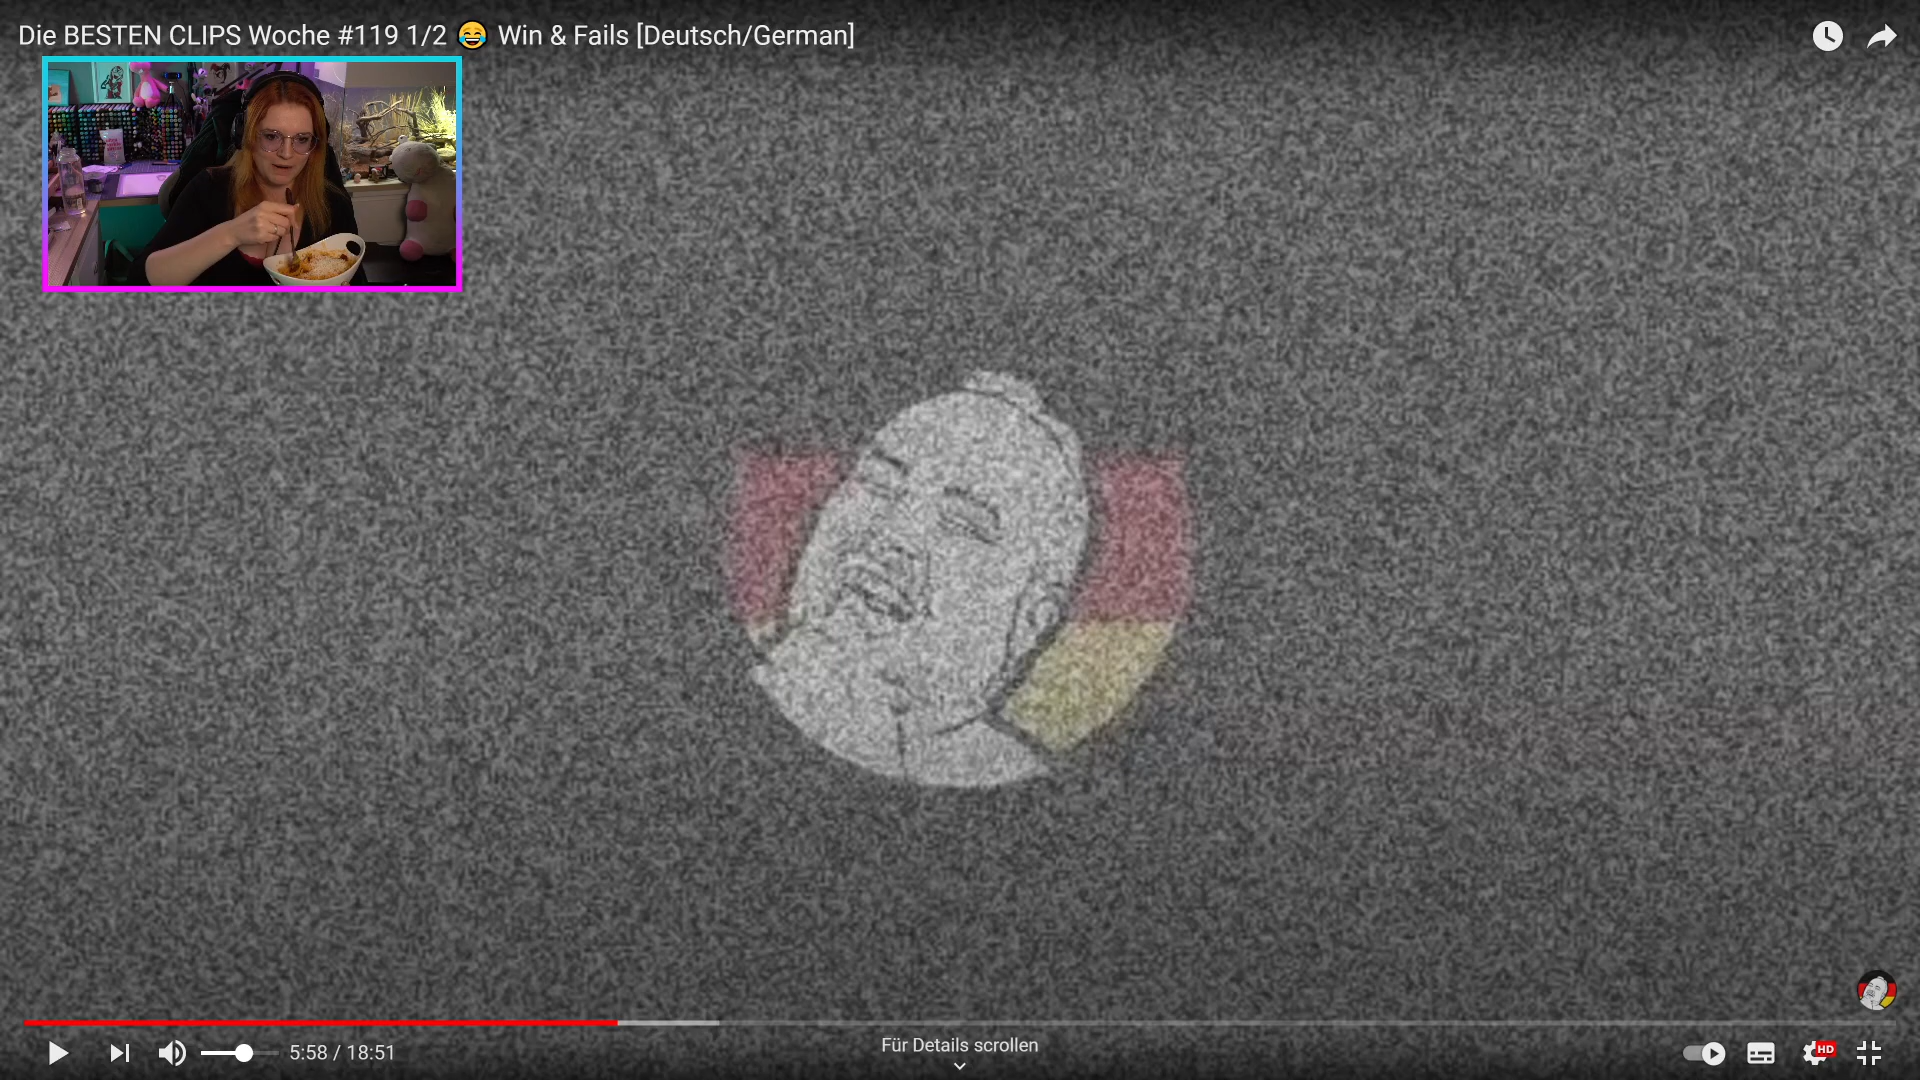 Die BESTEN CLIPS Woche #119 1/2 😂 Win & Fails [Deutsch/German]
Für Details scrollen
5:58 / 18:51
HD